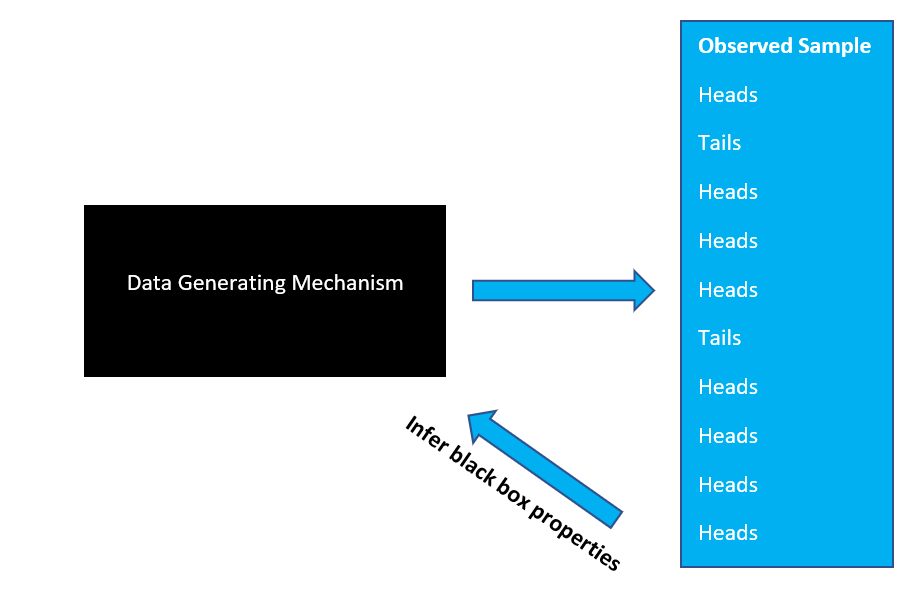 Observed Sample
Heads
Tails
Heads
Heads
Heads
Tails
Heads
Heads
Heads
Heads
Data Generating Mechanism
Infer black box properties